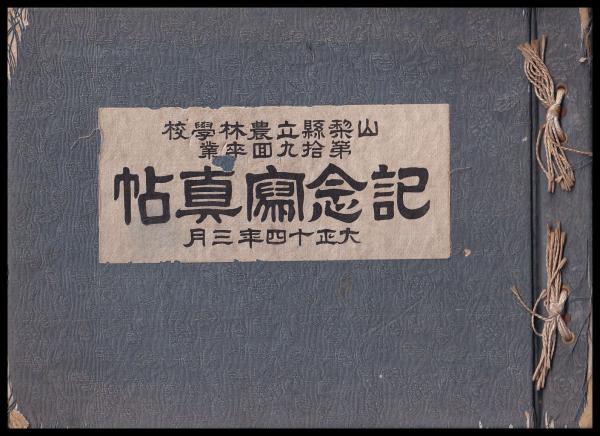 山梨縣立農林學校
第拾九回卒業
記念寫真帖
大正十四年三月